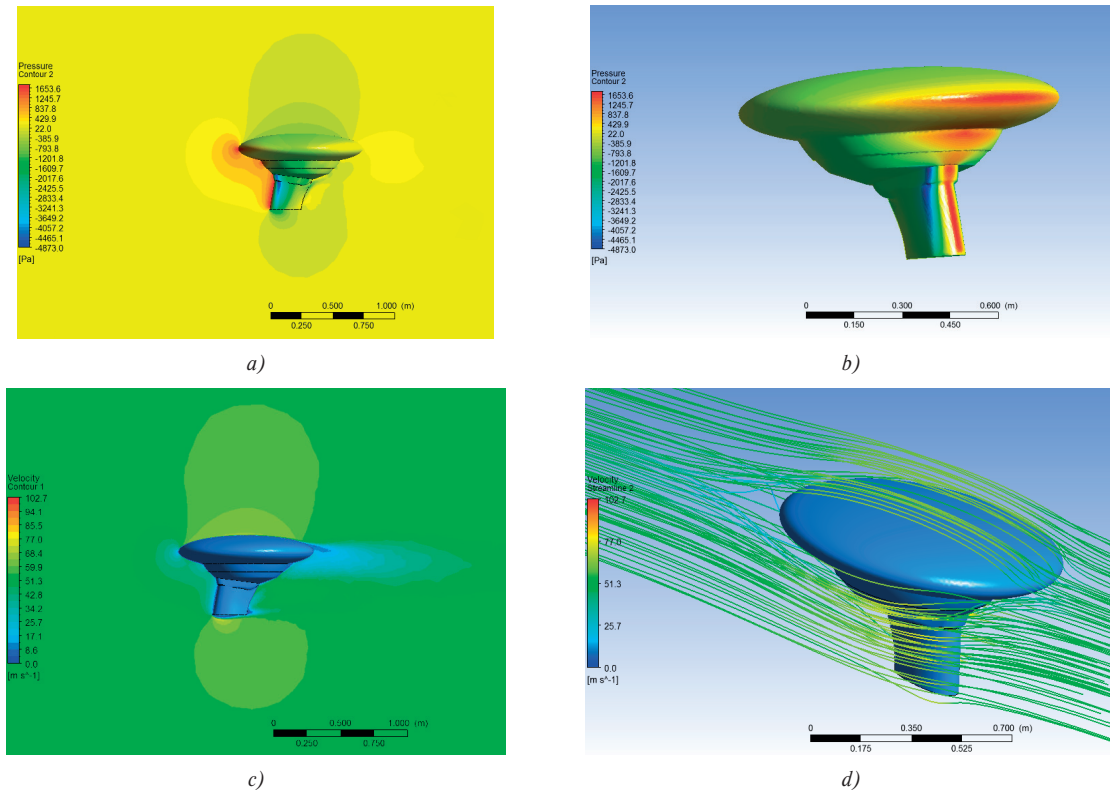 Pressure
Contour 2
1653.6
1245.7
837.8
429.9
22.0
-385.9
-793.8
-1201.8
-1609.7
-2017.6
-2425.5
-2833.4
-3241.3
-3649.2
-4057.2
-4465.1
-4873.0
[Pa]
0 0.500 1.000 (m)
0.250 0.750
a)
Pressure
Contour 2
1653.6
1245.7
837.8
429.9
22.0
-385.9
-793.8
-1201.8
-1609.7
-2017.6
-2425.5
-2833.4
-3241.3
-3649.2
-4057.2
-4465.1
-4873.0
[Pa]
0 0.300 0.600 (m)
0.150 0.450
b)
Velocity
Contour 1
102.7
94.1
85.5
77.0
68.4
59.9
51.3
42.8
34.2
25.7
17.1
8.6
0.0
[m s^-1]
0 0.500 1.000 (m)
0.250 0.750
c)
Velocity
Streamline 2
102.7
77.0
51.3
25.7
0.0
[m s^-1]
0 0.350 0.700 (m)
0.175 0.525
d)